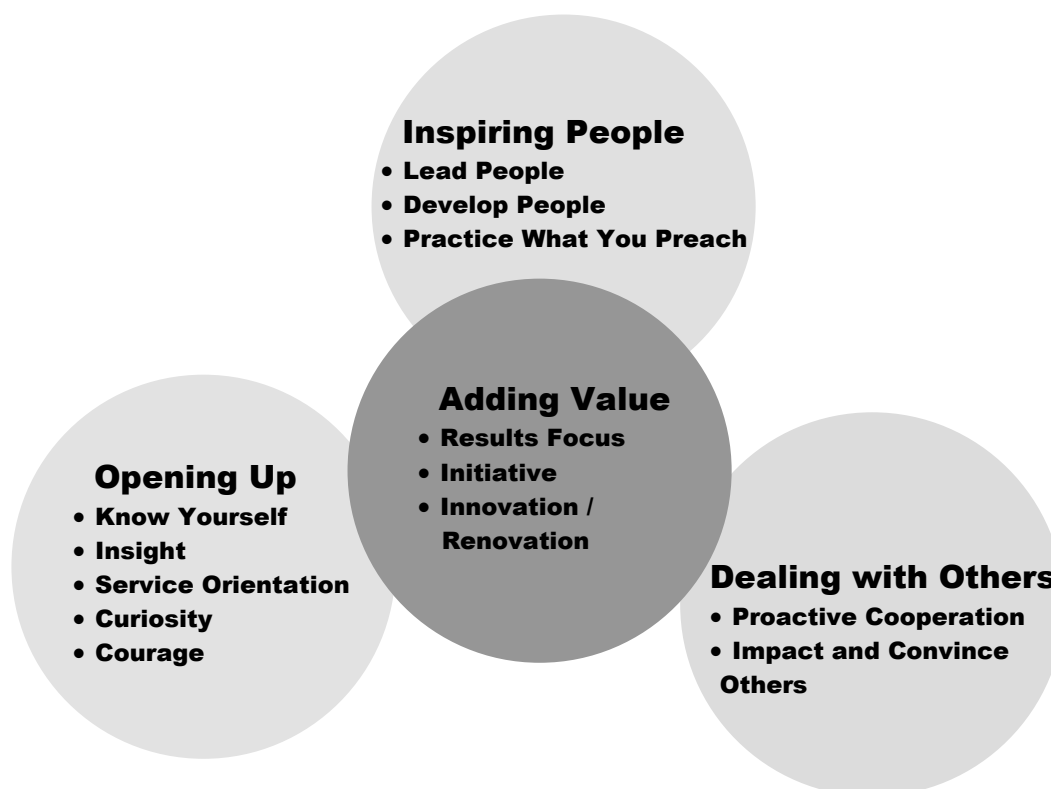 Inspiring People
• Lead People
• Develop People
• Practice What You Preach
Adding Value
• Results Focus
• Initiative
• Innovation /
Renovation
Opening Up
• Know Yourself
• Insight
• Service Orientation
• Curiosity
• Courage
Dealing with Others
• Proactive Cooperation
• Impact and Convince
Others